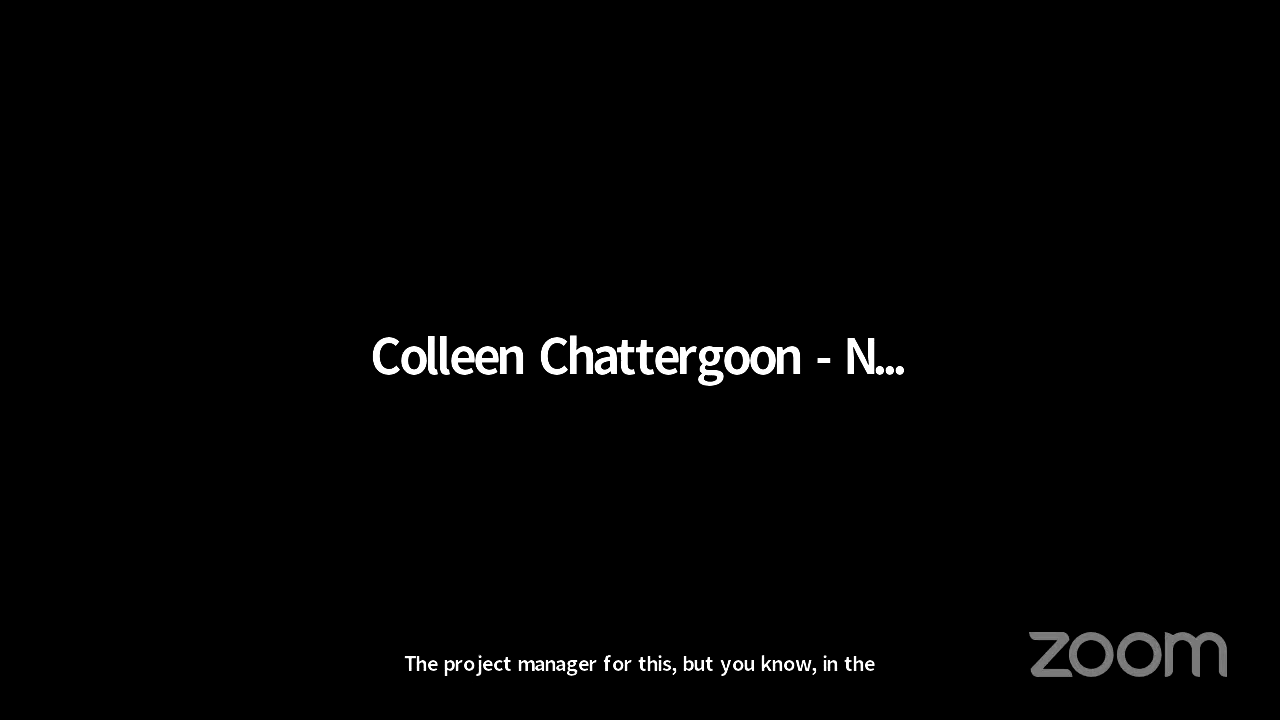 Colleen Chattergoon - N...
The project manager for this, but you know, in the
zoom